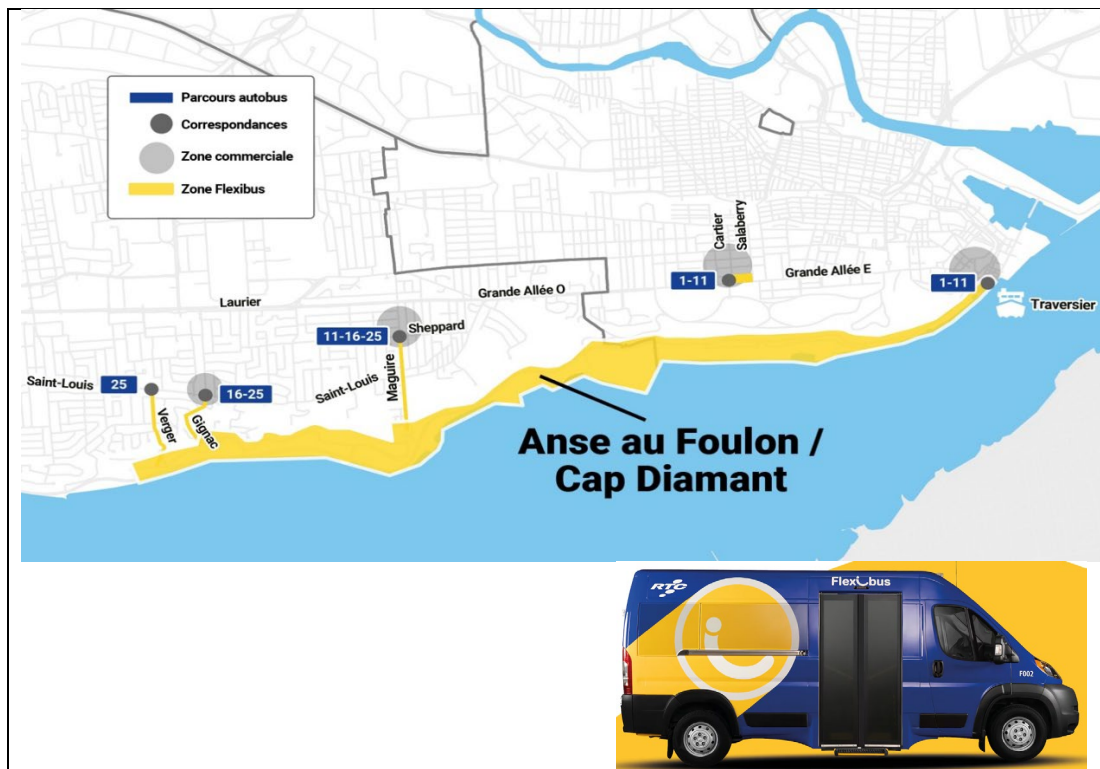 Parcours autobus
Correspondances
Zone commerciale
Zone Flexibus
Cartier
Salaberry
1-11
Grande Allée E
1-11
Traversier
Laurier
Grande Allée O
11-16-25
Sheppard
Maguire
Saint-Louis
Saint-Louis
25
16-25
Verger
Gignac
Anse au Foulon /
Cap Diamant
RTC
Flexibus
F002